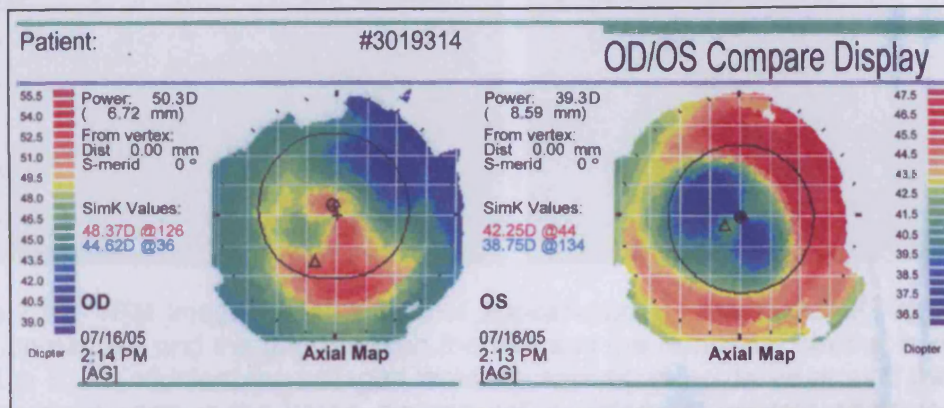 Patient: #3019314
OD/OS Compare Display
55.5
54.0
52.5
51.0
49.5
48.0
46.5
45.0
43.5
42.0
40.5
39.0
Diopter
Power: 50.3D
( 6.72 mm)
From vertex:
Dist 0.00 mm
S-merid 0 °
SimK Values:
48.37D @126
44.62D @36
OD
07/16/05
2:14 PM
[AG]
Axial Map
Power: 39.3D
( 8.59 mm)
From vertex:
Dist 0.00 mm
S-merid 0 °
SimK Values:
42.25D @44
38.75D @134
OS
07/16/05
2:13 PM
[AG]
Axial Map
47.5
46.5
45.5
44.5
43.5
42.5
41.5
40.5
39.5
38.5
37.5
36.5
Diopter